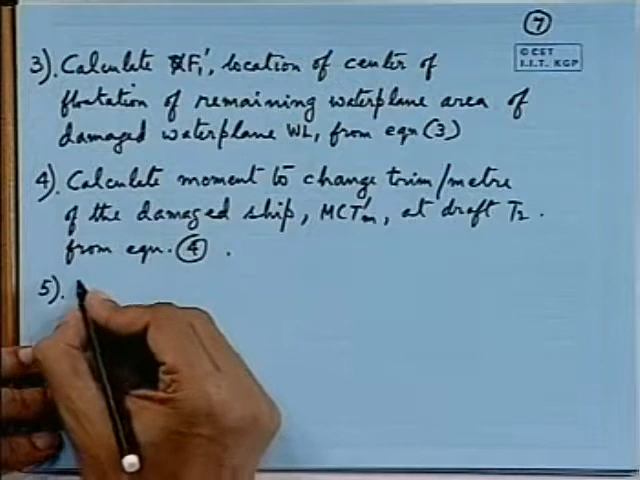 7
© CET
I.I.T. KGP
3). Calculate F₁', location of center of
floatation of remaining waterplane area of
damaged waterplane WL, from eqn (3)
4). Calculate moment to change trim/metre
of the damaged ship, MCT'm, at draft T₂.
from eqn. 4 .
5).